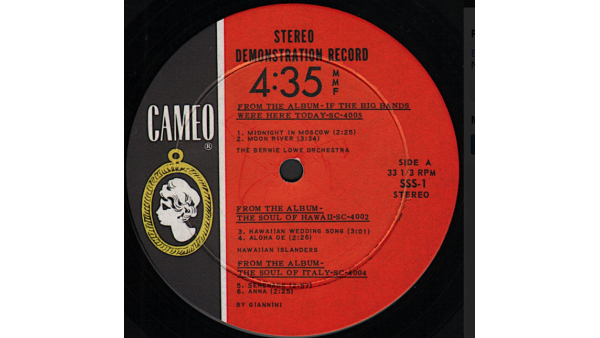 STEREO
DEMONSTRATION RECORD
4:35 MMF
FROM THE ALBUM-IF THE BIG BANDS
WERE HERE TODAY-SC-4005
1. MIDNIGHT IN MOSCOW (2:25)
2. MOON RIVER (3:34)
THE BERNIE LOWE ORCHESTRA
CAMEO®
SIDE A
33 1/3 RPM
SSS-1
STEREO
FROM THE ALBUM-
THE SOUL OF HAWAII-SC-4002
3. HAWAIIAN WEDDING SONG (3:01)
4. ALOHA OE (2:26)
HAWAIIAN ISLANDERS
FROM THE ALBUM-
THE SOUL OF ITALY-SC-4004
5. SERENADE
6. ANNA (2:25)
BY GIANNINI